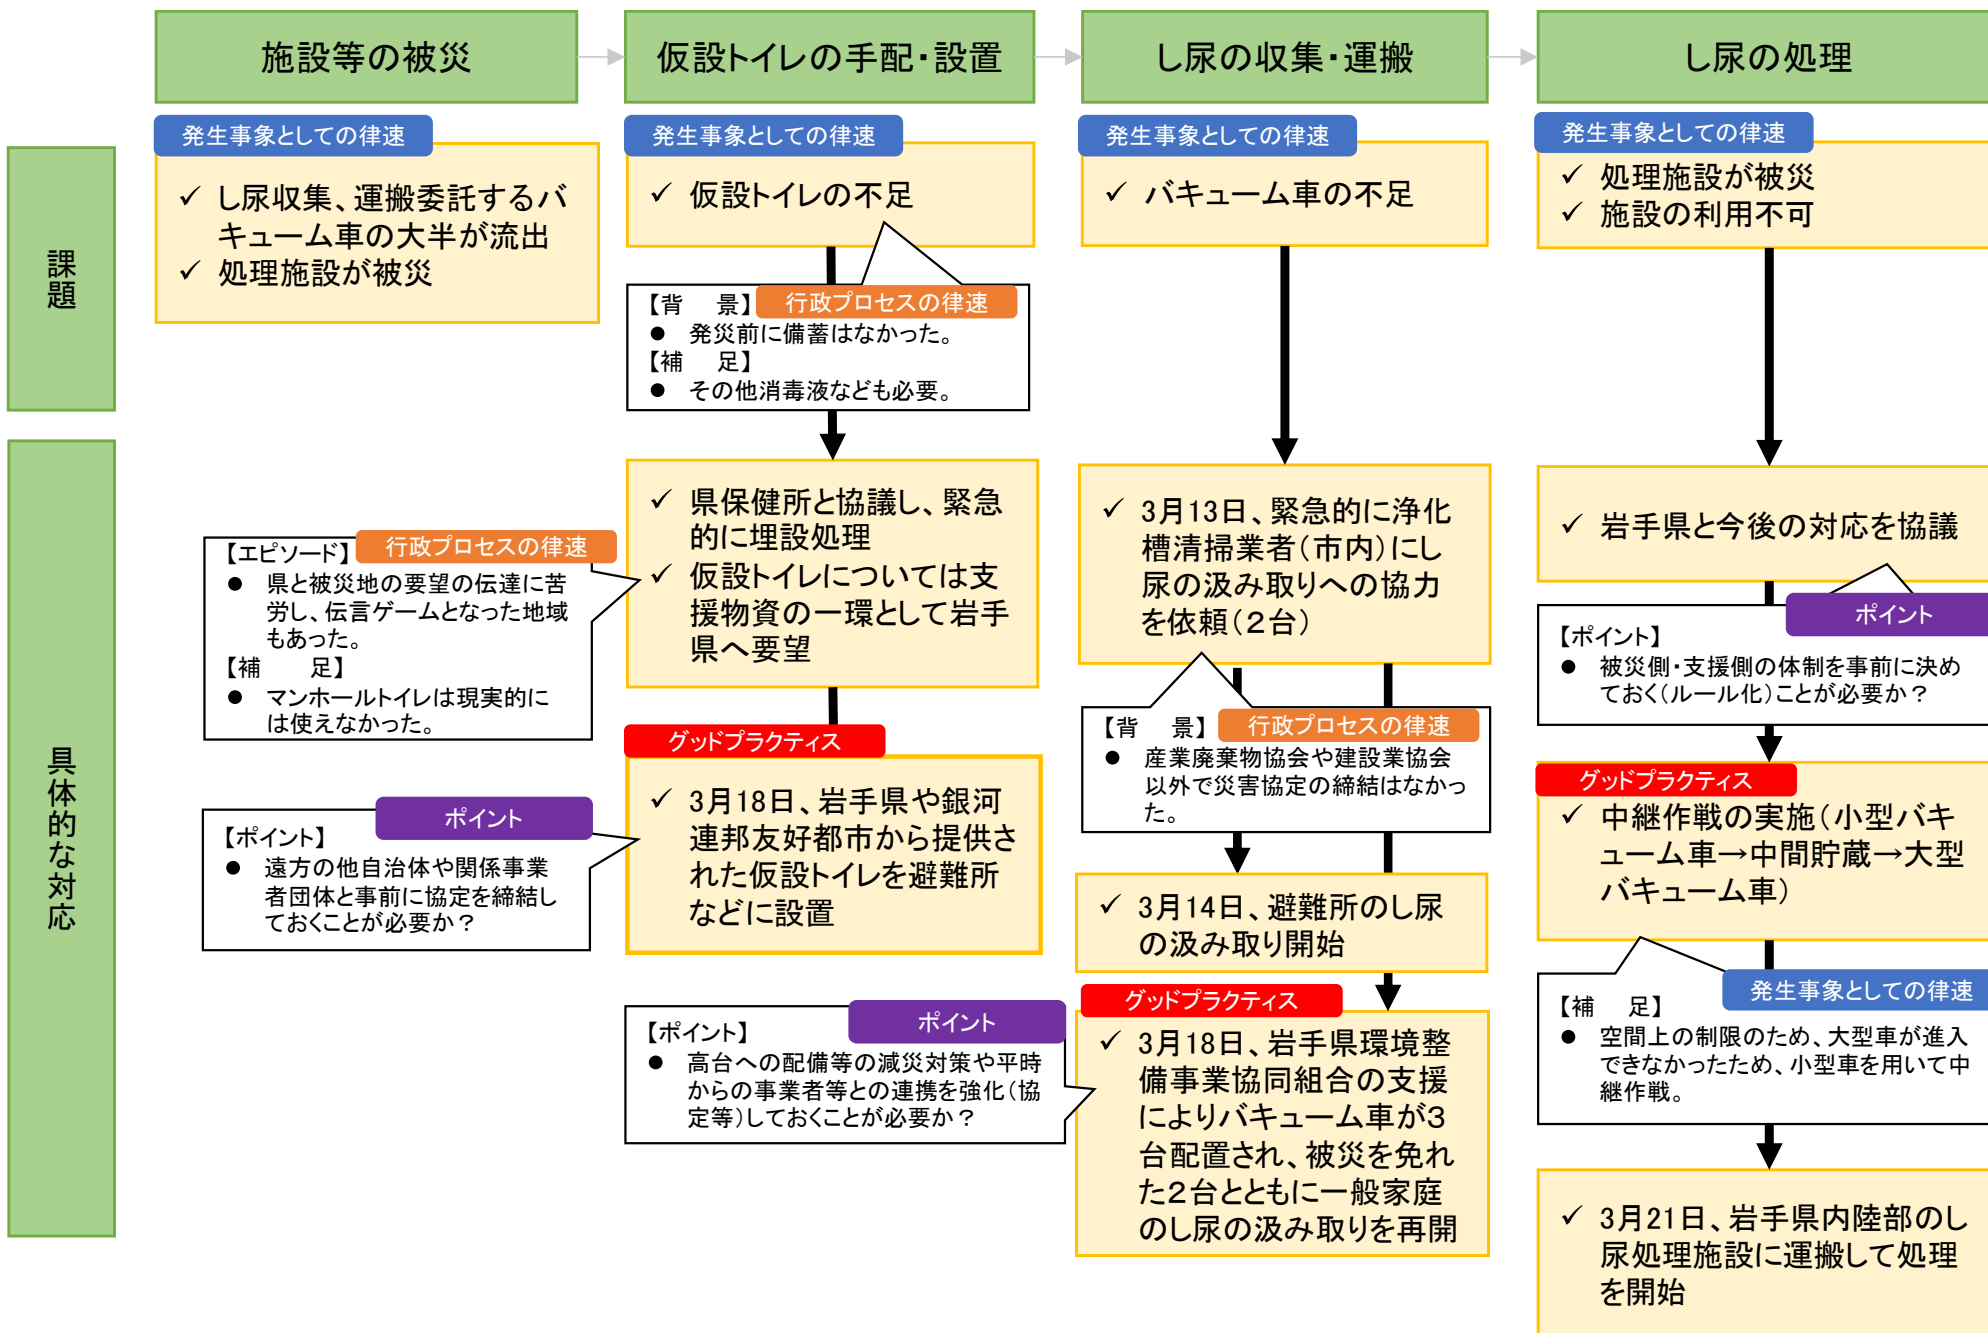 施設等の被災
仮設トイレの手配・設置
し尿の収集・運搬
し尿の処理
課題
具体的な対応
発生事象としての律速
✓ し尿収集、運搬委託するバ
キューム車の大半が流出
✓ 処理施設が被災
発生事象としての律速
✓ 仮設トイレの不足
【背　景】 行政プロセスの律速
● 発災前に備蓄はなかった。
【補　足】
● その他消毒液なども必要。
✓ 県保健所と協議し、緊急
的に埋設処理
✓ 仮設トイレについては支
援物資の一環として岩手
県へ要望
【エピソード】 行政プロセスの律速
● 県と被災地の要望の伝達に苦
労し、伝言ゲームとなった地域
もあった。
【補　足】
● マンホールトイレは現実的に
は使えなかった。
グッドプラクティス
✓ 3月18日、岩手県や銀河
連邦友好都市から提供さ
れた仮設トイレを避難所
などに設置
ポイント
【ポイント】
● 遠方の他自治体や関係事業
者団体と事前に協定を締結し
ておくことが必要か？
発生事象としての律速
✓ バキューム車の不足
✓ 3月13日、緊急的に浄化
槽清掃業者（市内）にし
尿の汲み取りへの協力
を依頼（２台）
【背　景】 行政プロセスの律速
● 産業廃棄物協会や建設業協会
以外で災害協定の締結はなかっ
た。
✓ 3月14日、避難所のし尿
の汲み取り開始
グッドプラクティス
✓ 3月18日、岩手県環境整
備事業協同組合の支援
によりバキューム車が３
台配置され、被災を免れ
た２台とともに一般家庭
のし尿の汲み取りを再開
ポイント
【ポイント】
● 高台への配備等の減災対策や平時
からの事業者等との連携を強化（協
定等）しておくことが必要か？
発生事象としての律速
✓ 処理施設が被災
✓ 施設の利用不可
✓ 岩手県と今後の対応を協議
ポイント
【ポイント】
● 被災側・支援側の体制を事前に決め
ておく（ルール化）ことが必要か？
グッドプラクティス
✓ 中継作戦の実施（小型バキ
ューム車→中間貯蔵→大型
バキューム車）
発生事象としての律速
【補　足】
● 空間上の制限のため、大型車が進入
できなかったため、小型車を用いて中
継作戦。
✓ 3月21日、岩手県内陸部のし
尿処理施設に運搬して処理
を開始